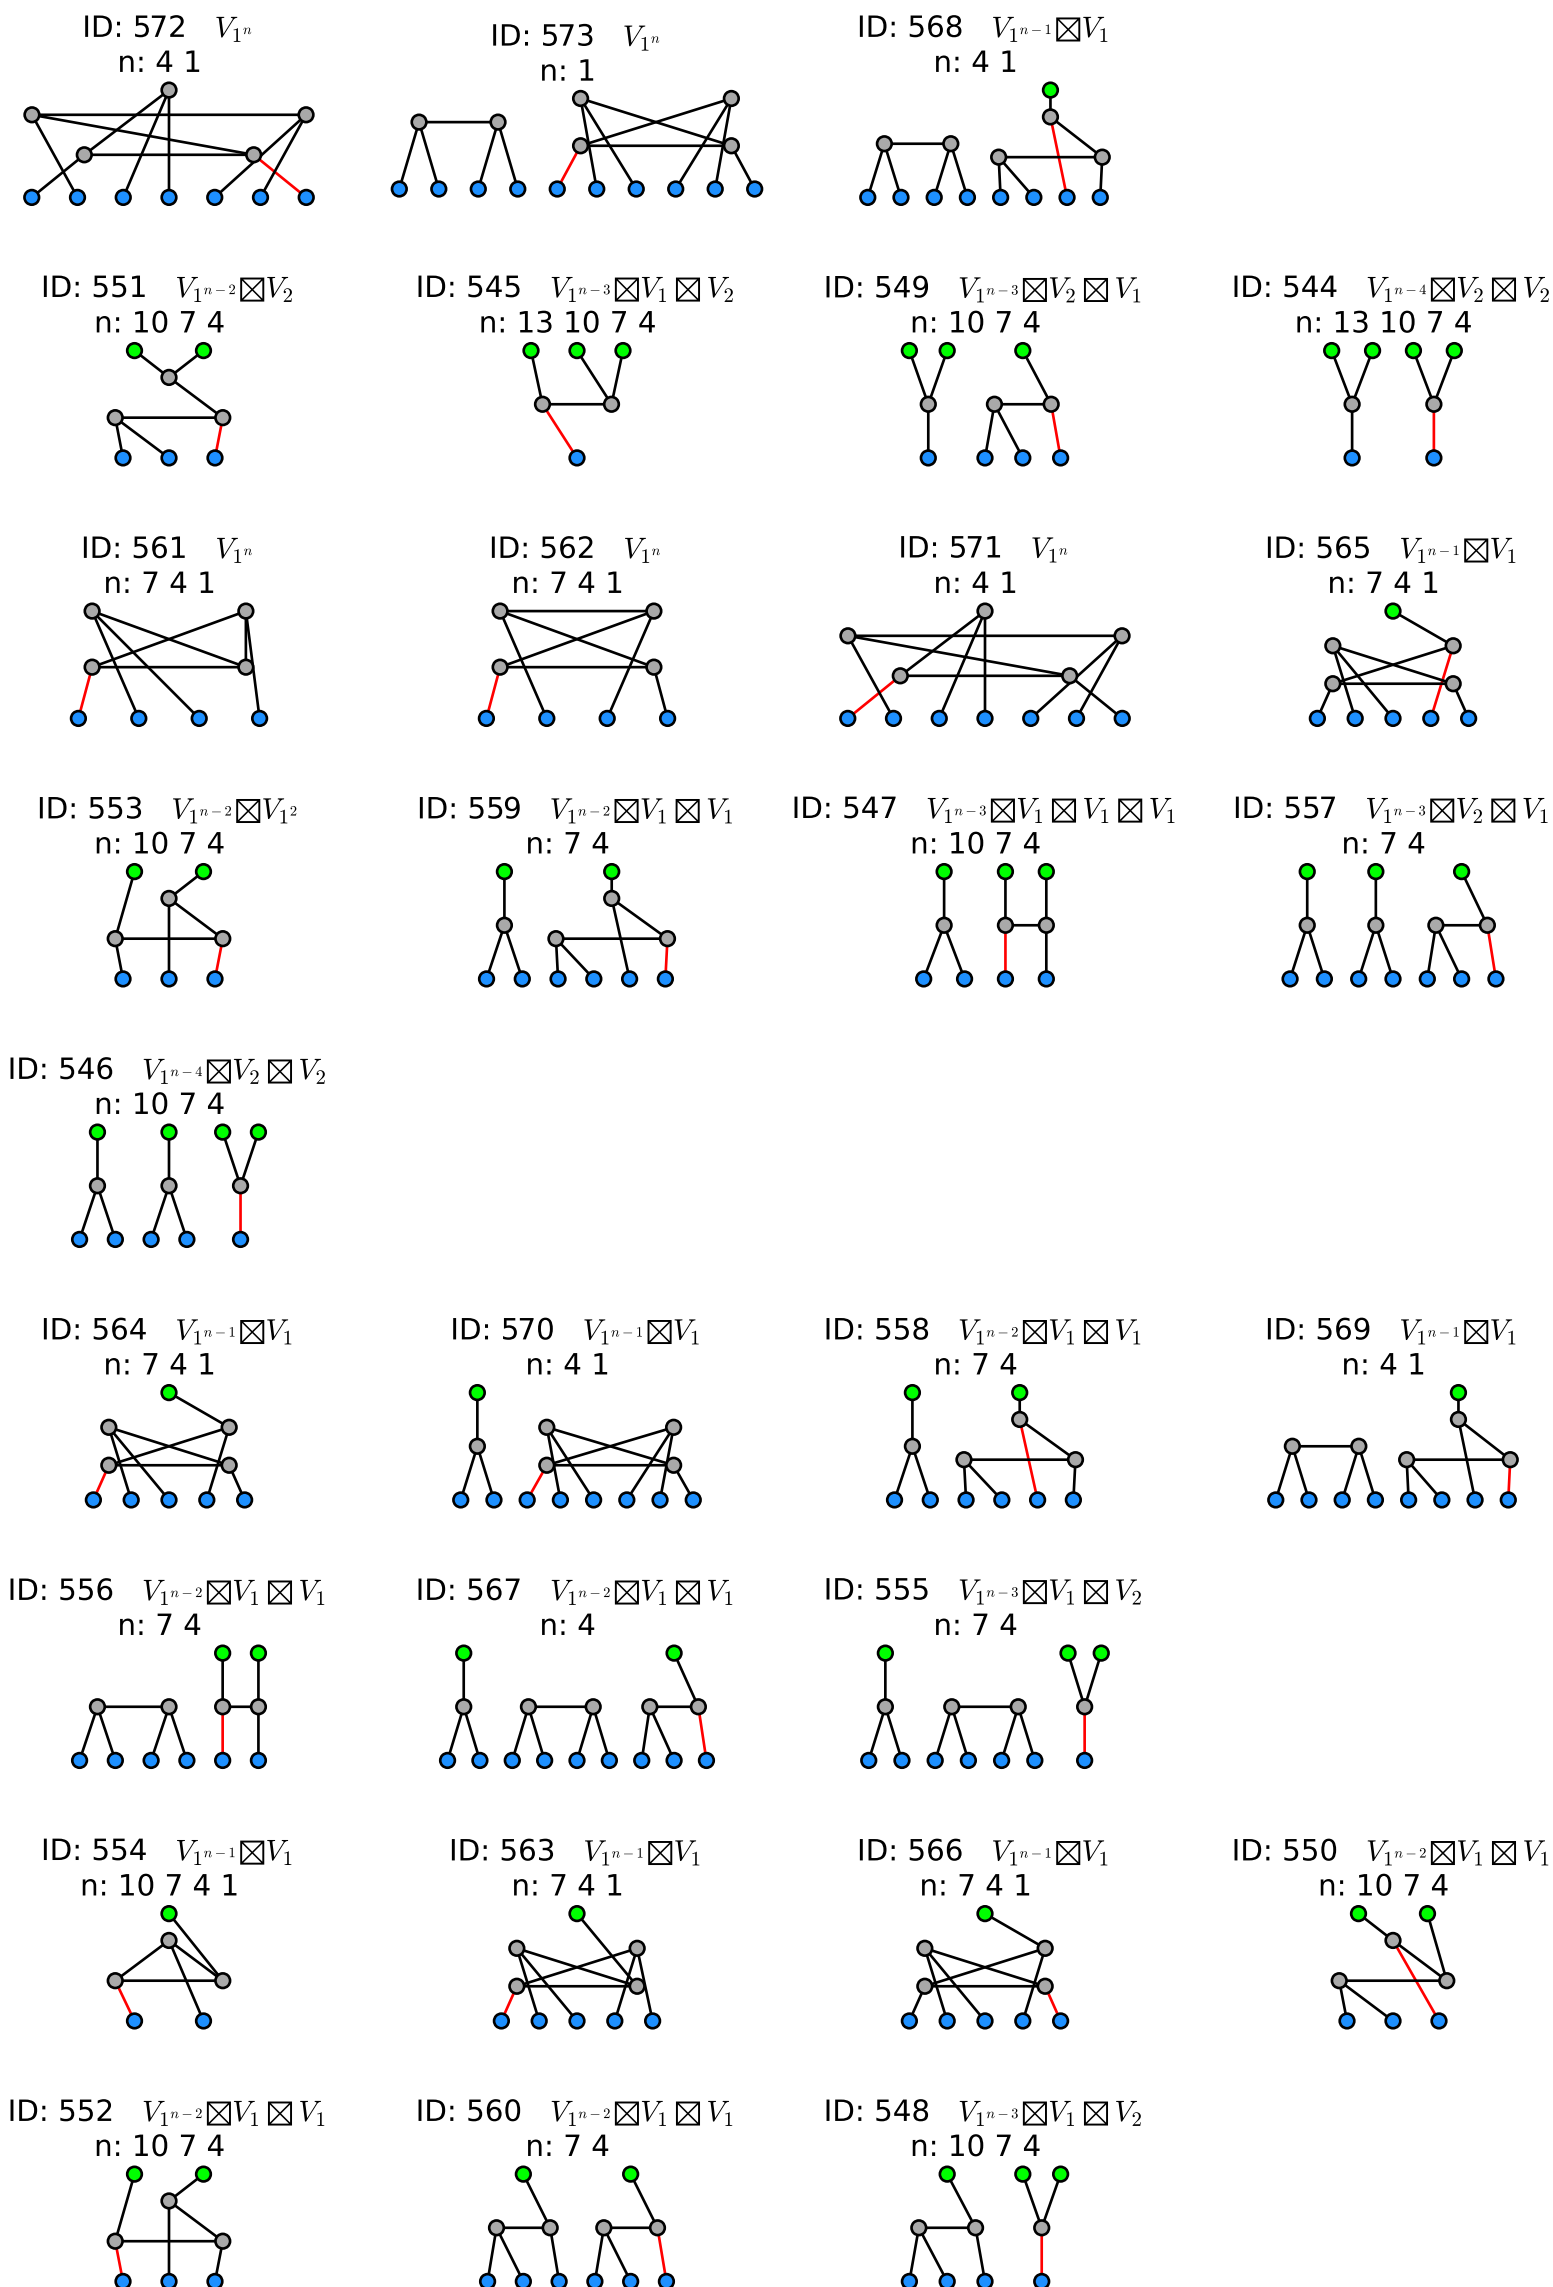 ID: 572 V_{1^n}
n: 4 1
ID: 573 V_{1^n}
n: 1
ID: 568 V_{1^{n-1}}⊠V_1
n: 4 1
ID: 551 V_{1^{n-2}}⊠V_2
n: 10 7 4
ID: 545 V_{1^{n-3}}⊠V_1⊠V_2
n: 13 10 7 4
ID: 549 V_{1^{n-3}}⊠V_2⊠V_1
n: 10 7 4
ID: 544 V_{1^{n-4}}⊠V_2⊠V_2
n: 13 10 7 4
ID: 561 V_{1^n}
n: 7 4 1
ID: 562 V_{1^n}
n: 7 4 1
ID: 571 V_{1^n}
n: 4 1
ID: 565 V_{1^{n-1}}⊠V_1
n: 7 4 1
ID: 553 V_{1^{n-2}}⊠V_{1^2}
n: 10 7 4
ID: 559 V_{1^{n-2}}⊠V_1⊠V_1
n: 7 4
ID: 547 V_{1^{n-3}}⊠V_1⊠V_1⊠V_1
n: 10 7 4
ID: 557 V_{1^{n-3}}⊠V_2⊠V_1
n: 7 4
ID: 546 V_{1^{n-4}}⊠V_2⊠V_2
n: 10 7 4
ID: 564 V_{1^{n-1}}⊠V_1
n: 7 4 1
ID: 570 V_{1^{n-1}}⊠V_1
n: 4 1
ID: 558 V_{1^{n-2}}⊠V_1⊠V_1
n: 7 4
ID: 569 V_{1^{n-1}}⊠V_1
n: 4 1
ID: 556 V_{1^{n-2}}⊠V_1⊠V_1
n: 7 4
ID: 567 V_{1^{n-2}}⊠V_1⊠V_1
n: 4
ID: 555 V_{1^{n-3}}⊠V_1⊠V_2
n: 7 4
ID: 554 V_{1^{n-1}}⊠V_1
n: 10 7 4 1
ID: 563 V_{1^{n-1}}⊠V_1
n: 7 4 1
ID: 566 V_{1^{n-1}}⊠V_1
n: 7 4 1
ID: 550 V_{1^{n-2}}⊠V_1⊠V_1
n: 10 7 4
ID: 552 V_{1^{n-2}}⊠V_1⊠V_1
n: 10 7 4
ID: 560 V_{1^{n-2}}⊠V_1⊠V_1
n: 7 4
ID: 548 V_{1^{n-3}}⊠V_1⊠V_2
n: 10 7 4